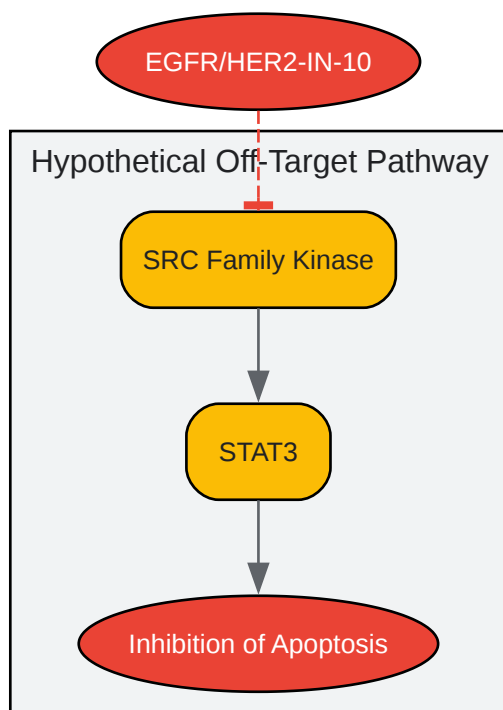 EGFR/HER2-IN-10
Hypothetical Off-Target Pathway
SRC Family Kinase
STAT3
Inhibition of Apoptosis